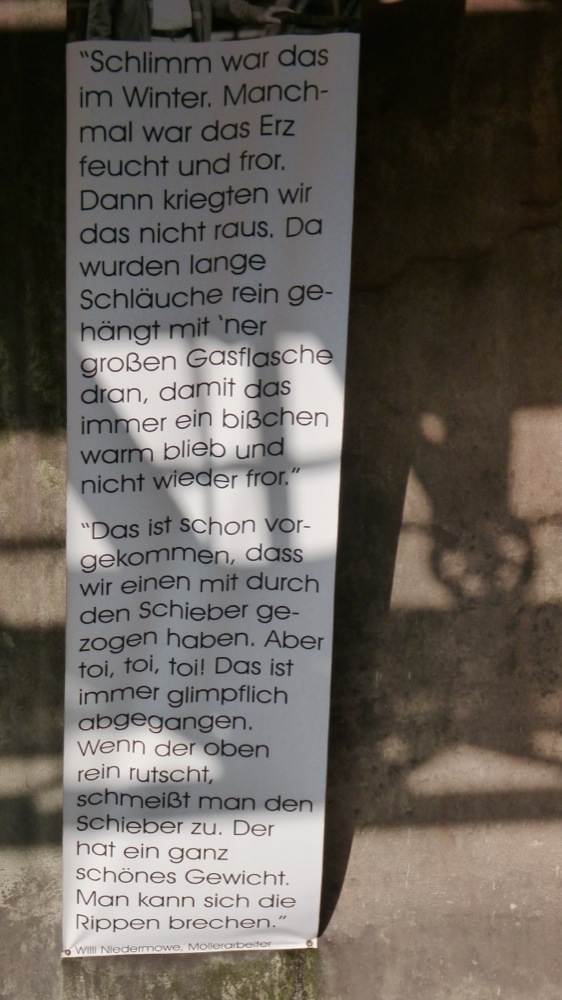 “Schlimm war das
im Winter. Manch-
mal war das Erz
feucht und fror.
Dann kriegten wir
das nicht raus. Da
wurden lange
Schläuche rein ge-
hängt mit ‘ner
großen Gasflasche
dran, damit das
immer ein bißchen
warm blieb und
nicht wieder fror.”
“Das ist schon vor-
gekommen, dass
wir einen mit durch
den Schieber ge-
zogen haben. Aber
toi, toi, toi! Das ist
immer glimpflich
abgegangen.
Wenn der oben
rein rutscht,
schmeißt man den
Schieber zu. Der
hat ein ganz
schönes Gewicht.
Man kann sich die
Rippen brechen.”
Willi Niedermowe, Möllerarbeiter